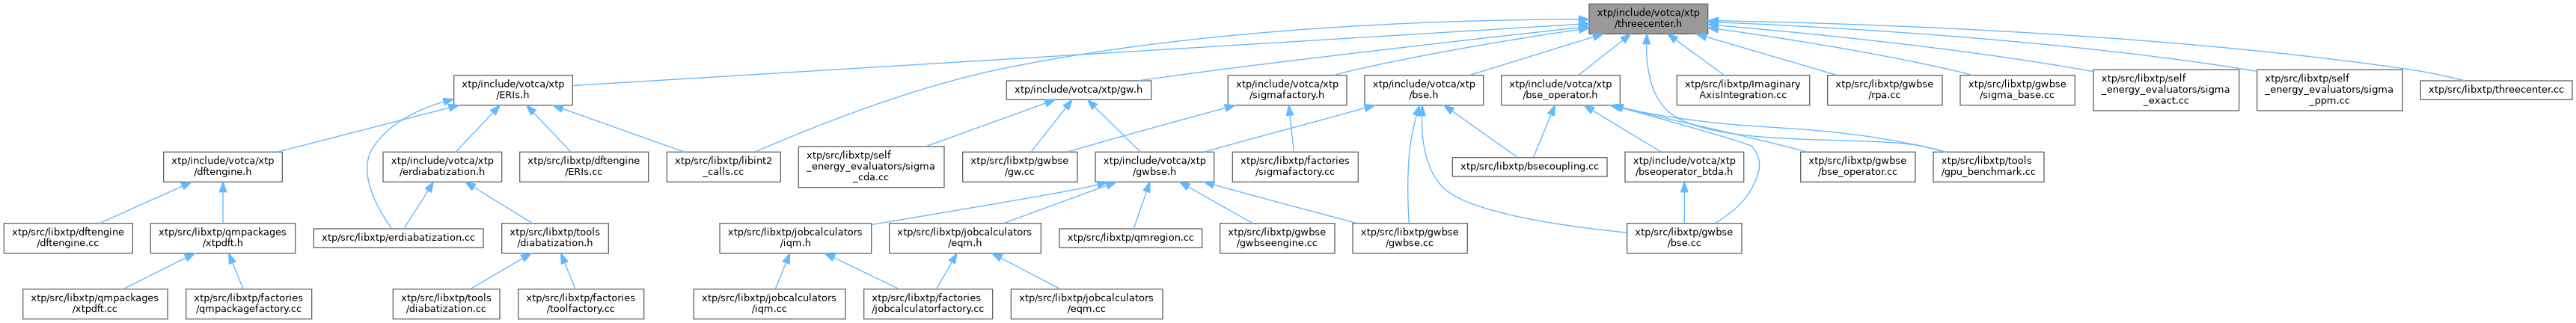 xtp/include/votca/xtp
/threecenter.h
xtp/include/votca/xtp
/ERIs.h
xtp/include/votca/xtp/gw.h
xtp/include/votca/xtp
/sigmafactory.h
xtp/include/votca/xtp
/bse.h
xtp/include/votca/xtp
/bse_operator.h
xtp/src/libxtp/Imaginary
AxisIntegration.cc
xtp/src/libxtp/gwbse
/rpa.cc
xtp/src/libxtp/gwbse
/sigma_base.cc
xtp/src/libxtp/self
_energy_evaluators/sigma
_exact.cc
xtp/src/libxtp/self
_energy_evaluators/sigma
_ppm.cc
xtp/src/libxtp/threecenter.cc
xtp/include/votca/xtp
/dftengine.h
xtp/include/votca/xtp
/erdiabatization.h
xtp/src/libxtp/dftengine
/ERIs.cc
xtp/src/libxtp/libint2
_calls.cc
xtp/src/libxtp/self
_energy_evaluators/sigma
_cda.cc
xtp/src/libxtp/gwbse
/gw.cc
xtp/include/votca/xtp
/gwbse.h
xtp/src/libxtp/factories
/sigmafactory.cc
xtp/src/libxtp/bsecoupling.cc
xtp/include/votca/xtp
/bseoperator_btda.h
xtp/src/libxtp/gwbse
/bse_operator.cc
xtp/src/libxtp/tools
/gpu_benchmark.cc
xtp/src/libxtp/dftengine
/dftengine.cc
xtp/src/libxtp/qmpackages
/xtpdft.h
xtp/src/libxtp/erdiabatization.cc
xtp/src/libxtp/tools
/diabatization.h
xtp/src/libxtp/jobcalculators
/iqm.h
xtp/src/libxtp/jobcalculators
/eqm.h
xtp/src/libxtp/qmregion.cc
xtp/src/libxtp/gwbse
/gwbseengine.cc
xtp/src/libxtp/gwbse
/gwbse.cc
xtp/src/libxtp/gwbse
/bse.cc
xtp/src/libxtp/qmpackages
/xtpdft.cc
xtp/src/libxtp/factories
/qmpackagefactory.cc
xtp/src/libxtp/tools
/diabatization.cc
xtp/src/libxtp/factories
/toolfactory.cc
xtp/src/libxtp/jobcalculators
/iqm.cc
xtp/src/libxtp/factories
/jobcalculatorfactory.cc
xtp/src/libxtp/jobcalculators
/eqm.cc